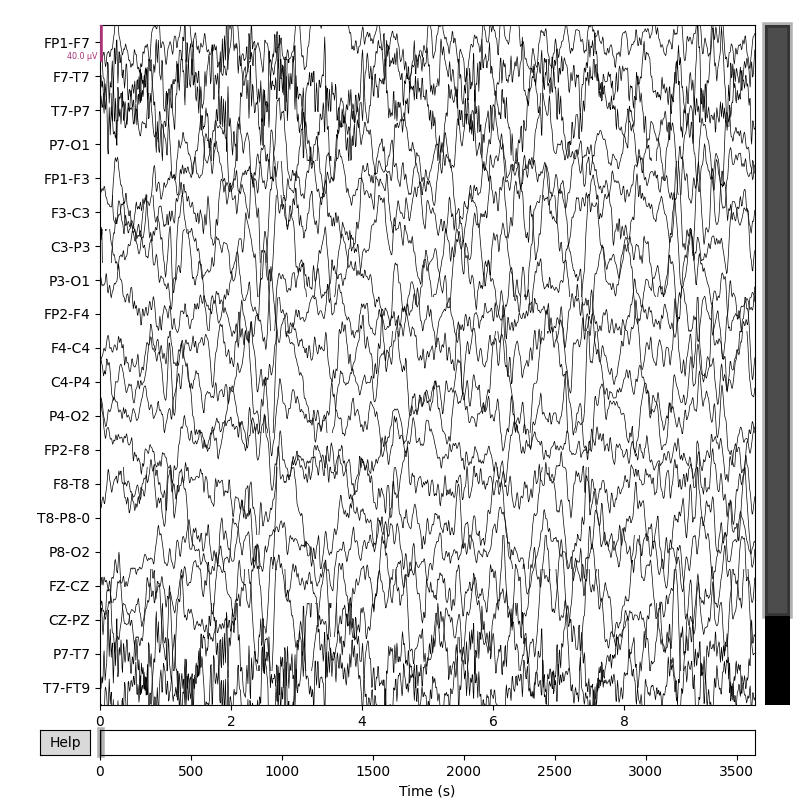 FP1-F7
40.0 µV
F7-T7
T7-P7
P7-O1
FP1-F3
F3-C3
C3-P3
P3-O1
FP2-F4
F4-C4
C4-P4
P4-O2
FP2-F8
F8-T8
T8-P8-0
P8-O2
FZ-CZ
CZ-PZ
P7-T7
T7-FT9
0 2 4 6 8
Help
0 500 1000 1500 2000 2500 3000 3500
Time (s)